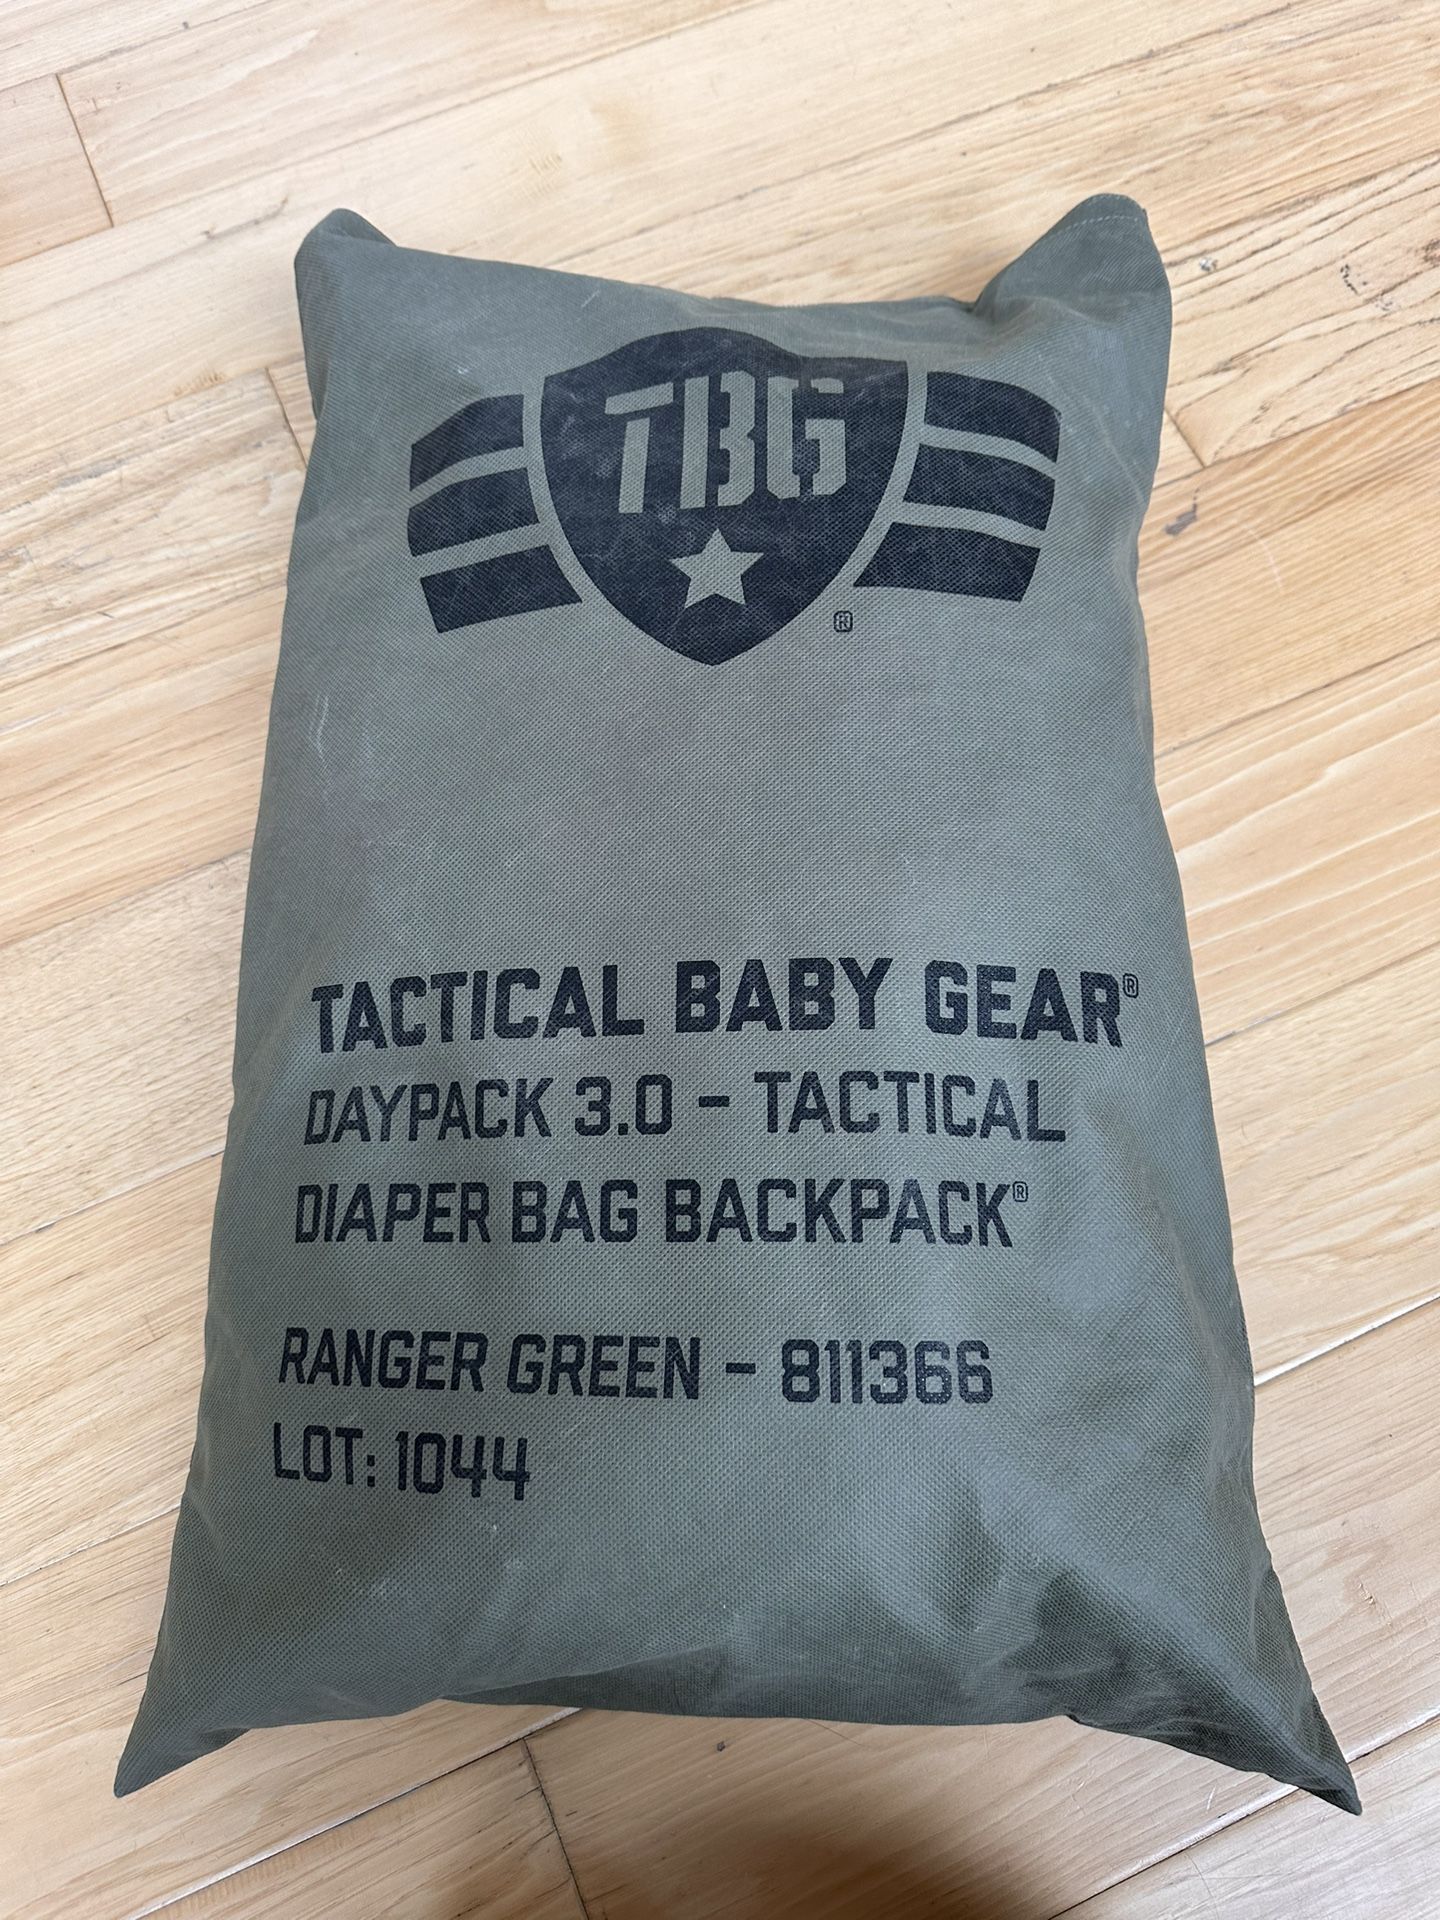 TBG
®
TACTICAL BABY GEAR®
DAYPACK 3.0 – TACTICAL
DIAPER BAG BACKPACK®
RANGER GREEN – 811366
LOT: 1044